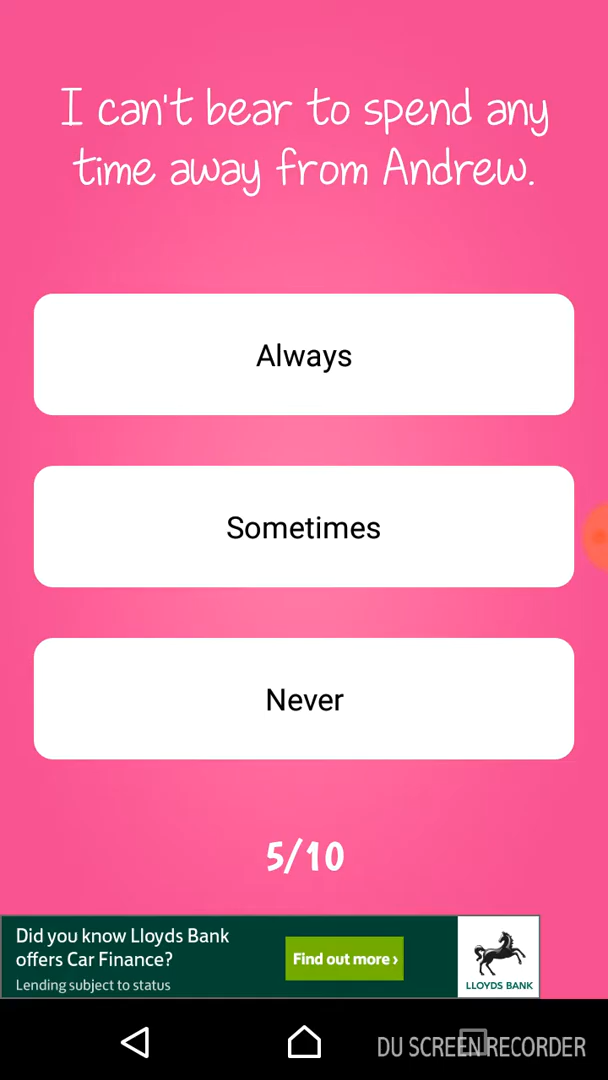 I can't bear to spend any
time away from Andrew.
Always
Sometimes
Never
5/10
Did you know Lloyds Bank
offers Car Finance?
Lending subject to status
Find out more ›
LLOYDS BANK
DU SCREEN RECORDER